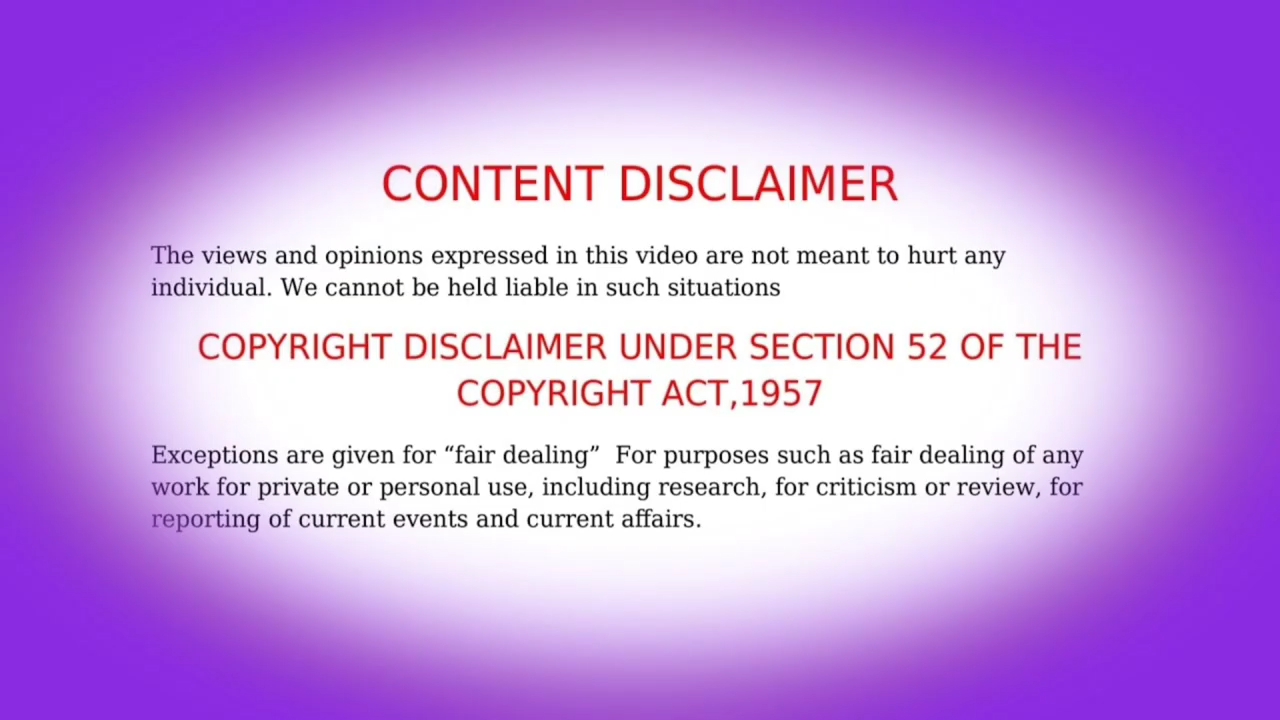 CONTENT DISCLAIMER
The views and opinions expressed in this video are not meant to hurt any
individual. We cannot be held liable in such situations
COPYRIGHT DISCLAIMER UNDER SECTION 52 OF THE
COPYRIGHT ACT,1957
Exceptions are given for “fair dealing”  For purposes such as fair dealing of any
work for private or personal use, including research, for criticism or review, for
reporting of current events and current affairs.